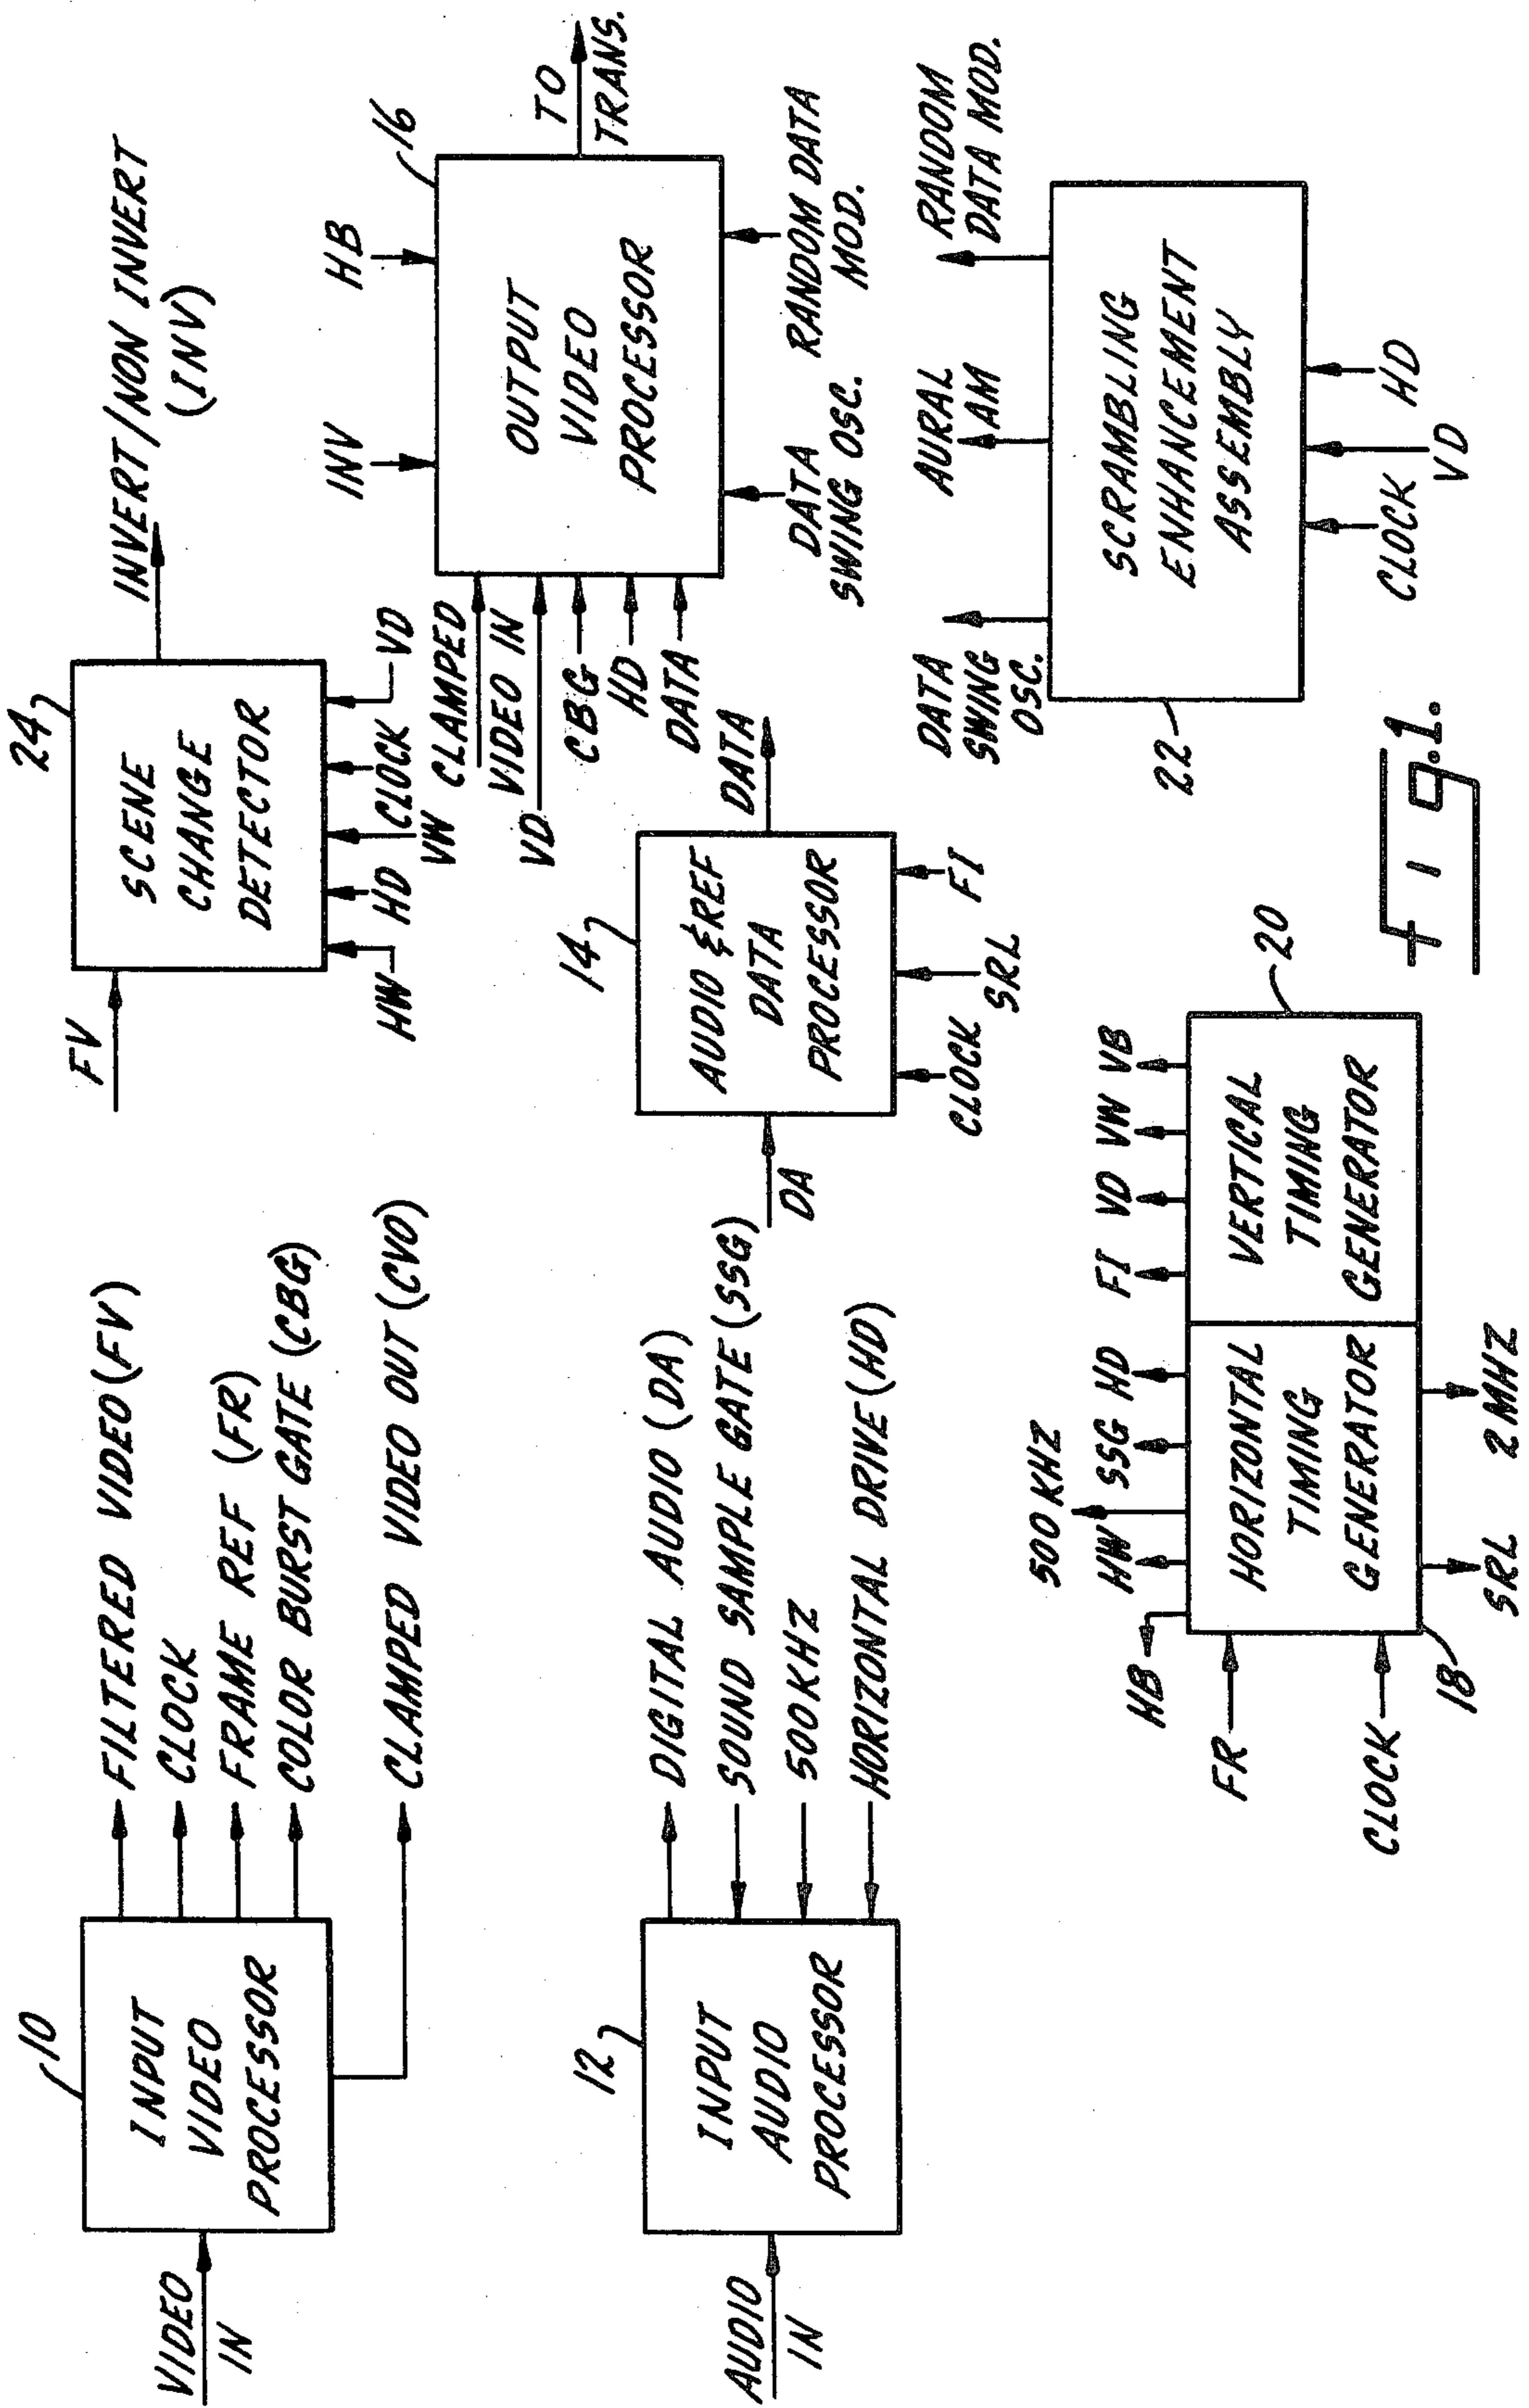 10
VIDEO
IN
INPUT
VIDEO
PROCESSOR
FILTERED VIDEO (FV)
CLOCK
FRAME REF (FR)
COLOR BURST GATE (CBG)
CLAMPED VIDEO OUT (CVO)
24
FV
SCENE
CHANGE
DETECTOR
INVERT/NON INVERT
(INV)
HW
HD
VW
CLOCK
VD
12
AUDIO
IN
INPUT
AUDIO
PROCESSOR
DIGITAL AUDIO (DA)
SOUND SAMPLE GATE (SSG)
500KHZ
HORIZONTAL DRIVE (HD)
14
DA
AUDIO & REF
DATA
PROCESSOR
DATA
CLOCK
SRL
FI
16
INV
HB
CLAMPED
VIDEO IN
VD
CBG
HD
DATA
OUTPUT
VIDEO
PROCESSOR
TO
TRANS.
DATA
SWING OSC.
RANDOM DATA
MOD.
500 KHZ
HB
HW
SSG
HD
FI
VD
VW
VB
FR
CLOCK
HORIZONTAL
TIMING
GENERATOR
VERTICAL
TIMING
GENERATOR
18
20
SRL
2 MHZ
DATA
SWING
OSC.
AURAL
AM
RANDOM
DATA MOD.
SCRAMBLING
ENHANCEMENT
ASSEMBLY
22
CLOCK
VD
HD
Fig.1.